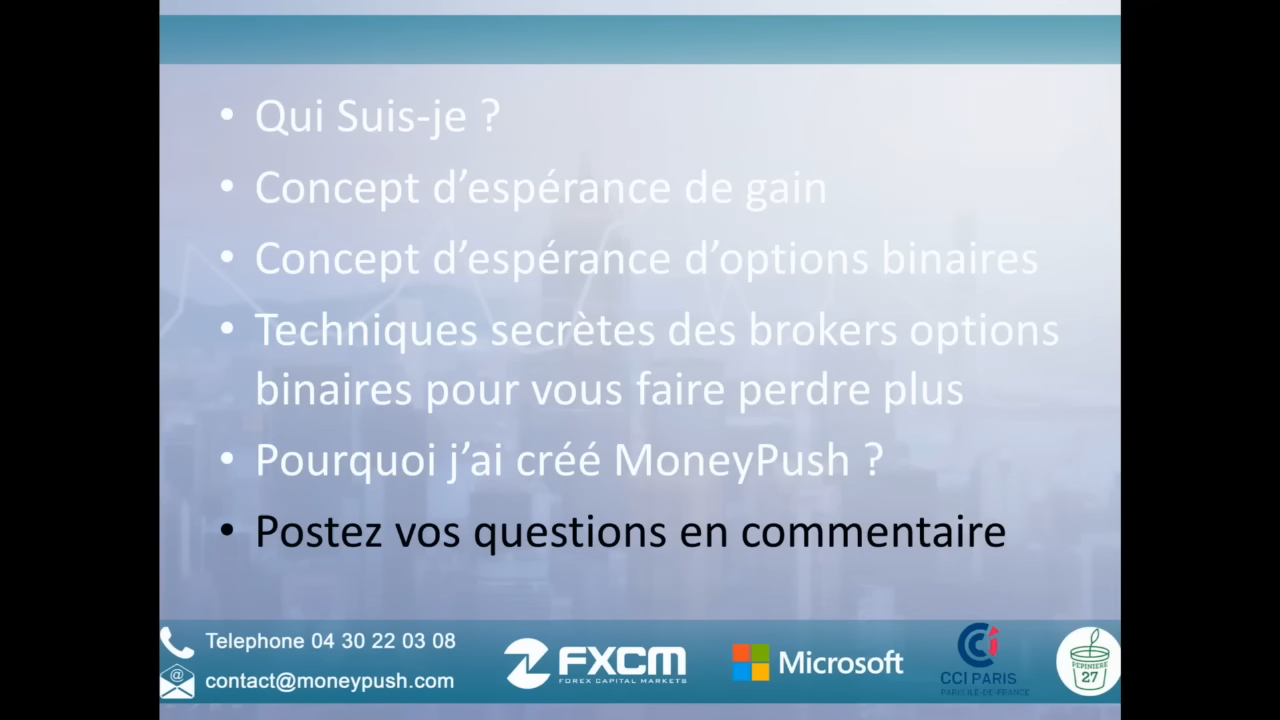 • Qui Suis-je ?
• Concept d’espérance de gain
• Concept d’espérance d’options binaires
• Techniques secrètes des brokers options
binaires pour vous faire perdre plus
• Pourquoi j’ai créé MoneyPush ?
• Postez vos questions en commentaire
Telephone 04 30 22 03 08
@ contact@moneypush.com
FXCM
FOREX CAPITAL MARKETS
Microsoft
CCI PARIS
PARIS ILE-DE-FRANCE
PEPINIERE
27